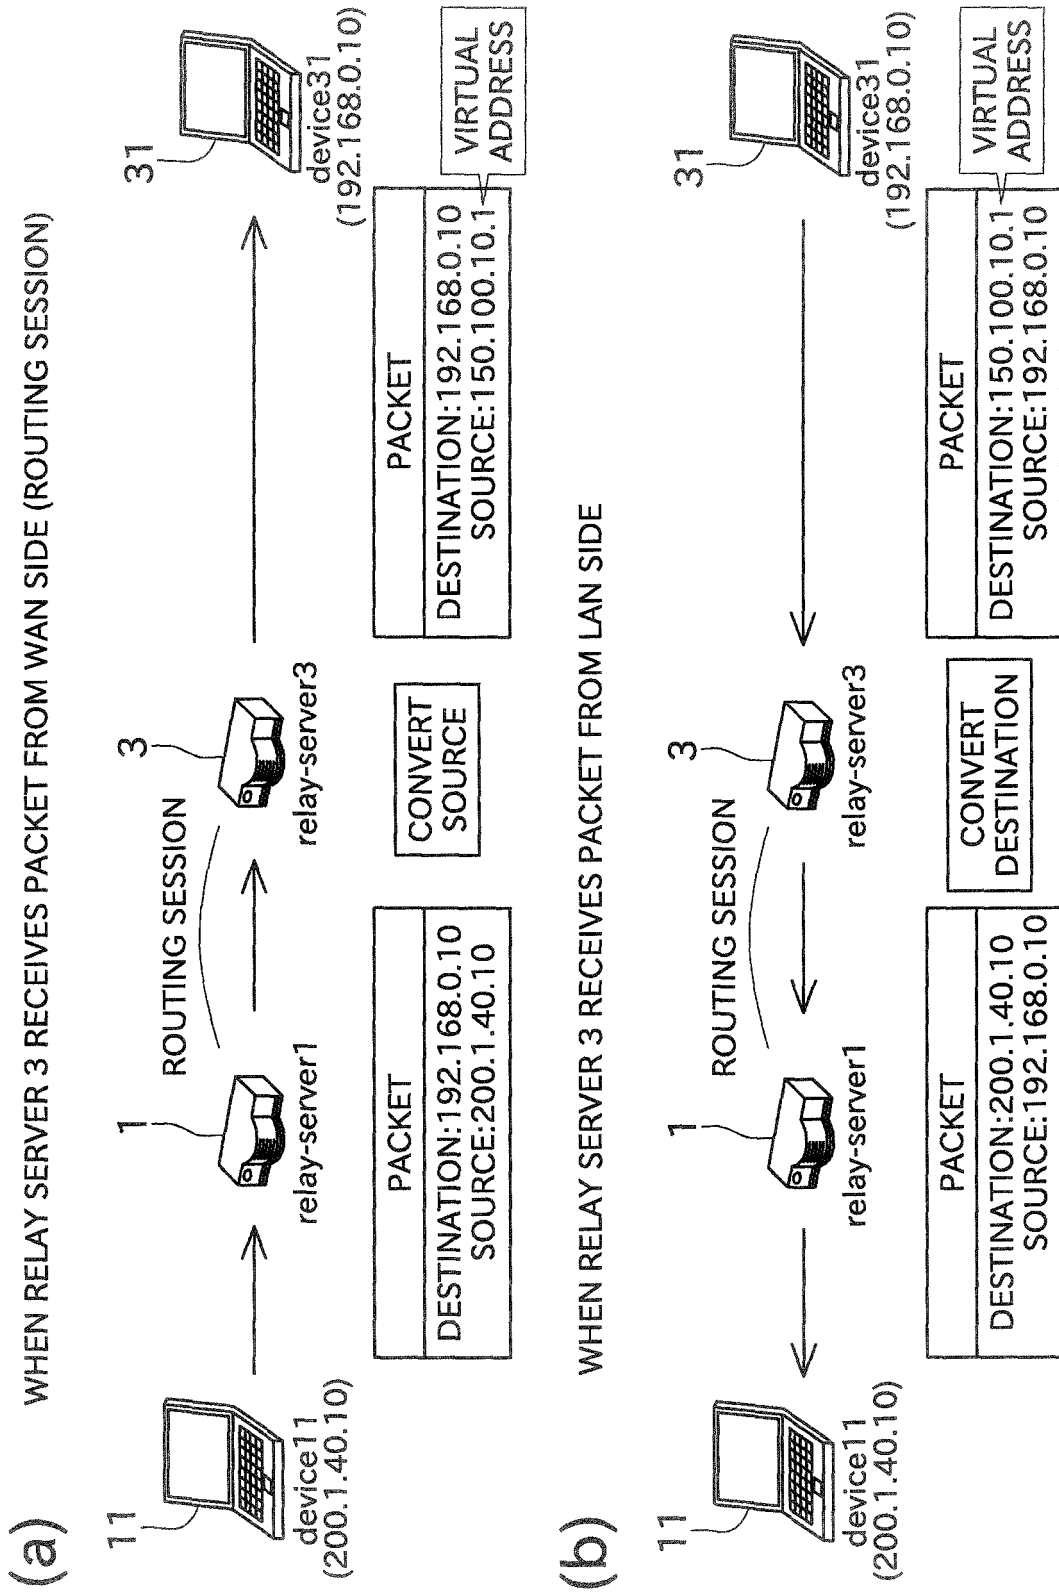 (a)
WHEN RELAY SERVER 3 RECEIVES PACKET FROM WAN SIDE (ROUTING SESSION)
11
1
3
31
ROUTING SESSION
device11
(200.1.40.10)
relay-server1
relay-server3
device31
(192.168.0.10)
PACKET
DESTINATION:192.168.0.10
SOURCE:200.1.40.10
CONVERT
SOURCE
PACKET
DESTINATION:192.168.0.10
SOURCE:150.100.10.1
VIRTUAL
ADDRESS
(b)
WHEN RELAY SERVER 3 RECEIVES PACKET FROM LAN SIDE
11
1
3
31
ROUTING SESSION
device11
(200.1.40.10)
relay-server1
relay-server3
device31
(192.168.0.10)
PACKET
DESTINATION:200.1.40.10
SOURCE:192.168.0.10
CONVERT
DESTINATION
PACKET
DESTINATION:150.100.10.1
SOURCE:192.168.0.10
VIRTUAL
ADDRESS